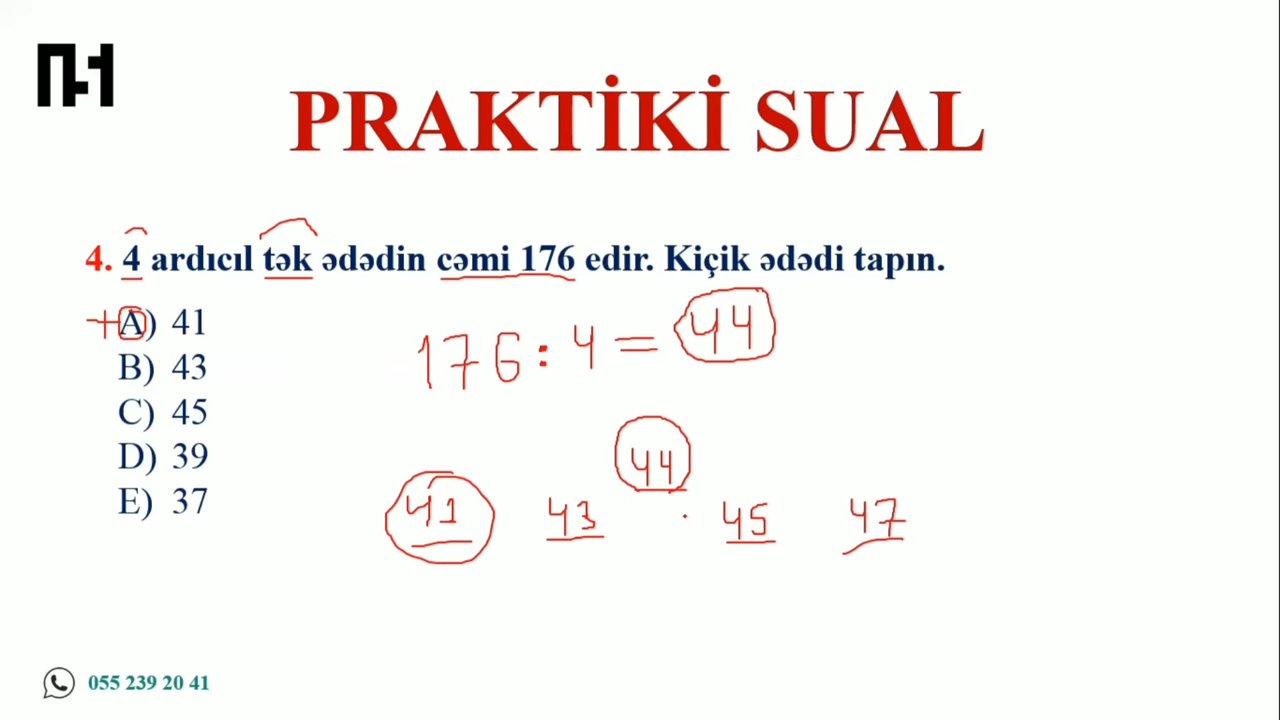 PRAKTİKİ SUAL
4. 4 ardıcıl tək ədədin cəmi 176 edir. Kiçik ədədi tapın.
A) 41
B) 43
C) 45
D) 39
E) 37
176 : 4 = 44
44
41 43 45 47
055 239 20 41